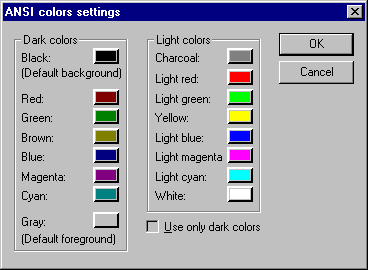 ANSI colors settings
Dark colors
Black:
(Default background)
Red:
Green:
Brown:
Blue:
Magenta:
Cyan:
Gray:
(Default foreground)
Light colors
Charcoal:
Light red:
Light green:
Yellow:
Light blue:
Light magenta
Light cyan:
White:
Use only dark colors
OK
Cancel